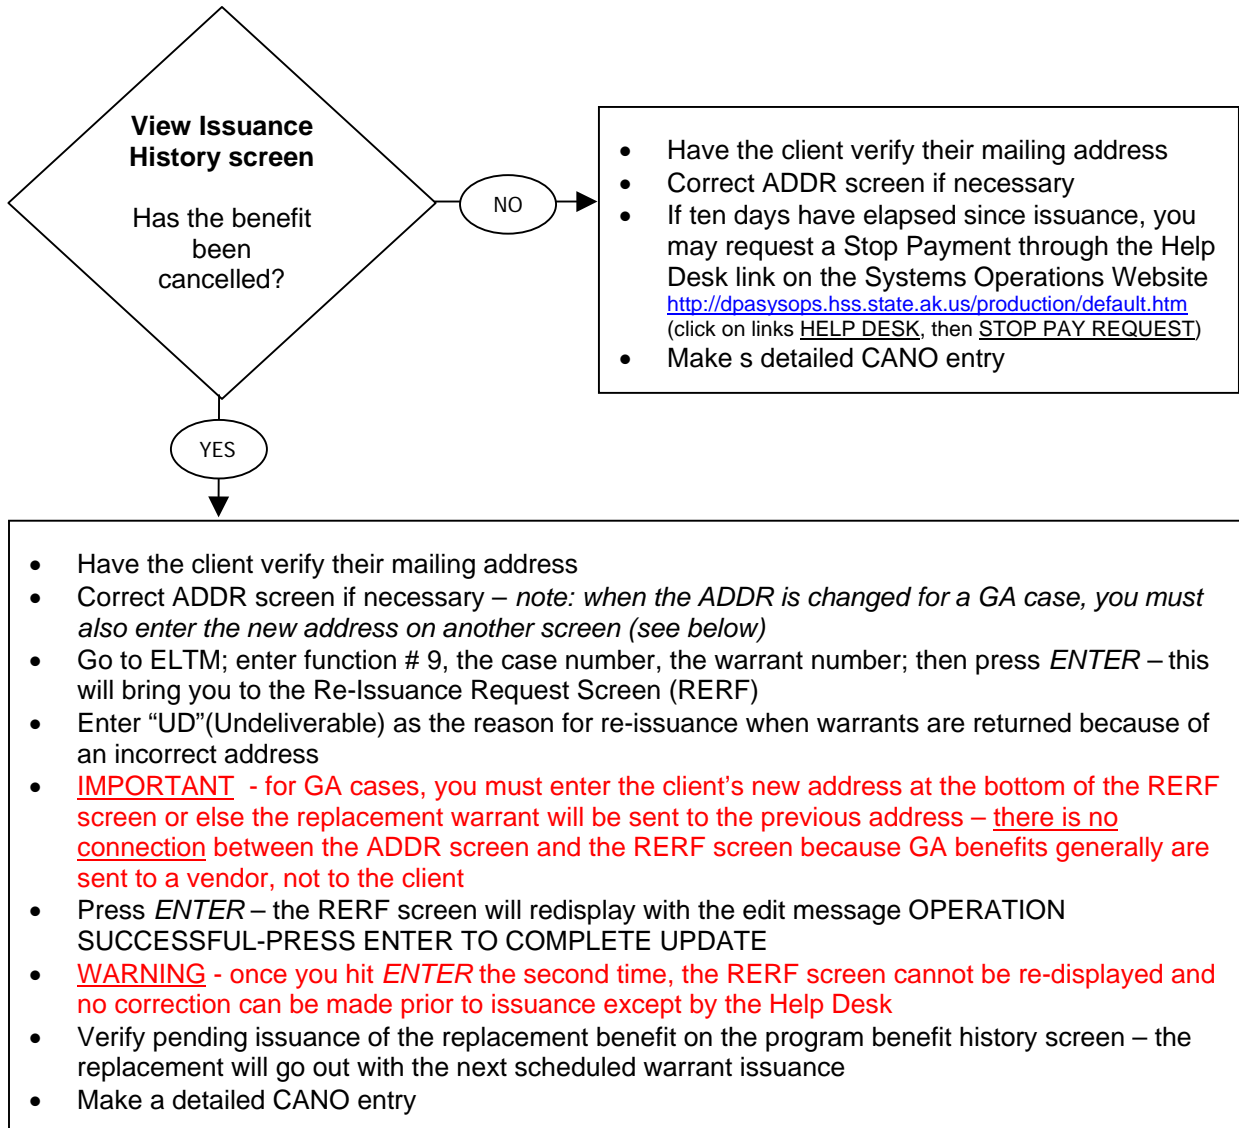 View Issuance
History screen
Has the benefit
been
cancelled?
NO
• Have the client verify their mailing address
• Correct ADDR screen if necessary
• If ten days have elapsed since issuance, you
may request a Stop Payment through the Help
Desk link on the Systems Operations Website
http://dpasysops.hss.state.ak.us/production/default.htm
(click on links HELP DESK, then STOP PAY REQUEST)
• Make s detailed CANO entry
YES
• Have the client verify their mailing address
• Correct ADDR screen if necessary – note: when the ADDR is changed for a GA case, you must
also enter the new address on another screen (see below)
• Go to ELTM; enter function # 9, the case number, the warrant number; then press ENTER – this
will bring you to the Re-Issuance Request Screen (RERF)
• Enter “UD”(Undeliverable) as the reason for re-issuance when warrants are returned because of
an incorrect address
• IMPORTANT - for GA cases, you must enter the client’s new address at the bottom of the RERF
screen or else the replacement warrant will be sent to the previous address – there is no
connection between the ADDR screen and the RERF screen because GA benefits generally are
sent to a vendor, not to the client
• Press ENTER – the RERF screen will redisplay with the edit message OPERATION
SUCCESSFUL-PRESS ENTER TO COMPLETE UPDATE
• WARNING - once you hit ENTER the second time, the RERF screen cannot be re-displayed and
no correction can be made prior to issuance except by the Help Desk
• Verify pending issuance of the replacement benefit on the program benefit history screen – the
replacement will go out with the next scheduled warrant issuance
• Make a detailed CANO entry